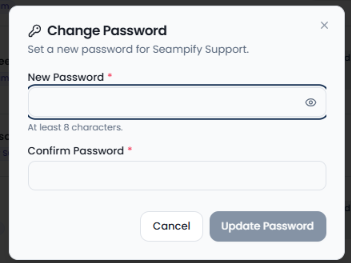 Change Password
Set a new password for Seampify Support.
New Password *
At least 8 characters.
Confirm Password *
Cancel
Update Password